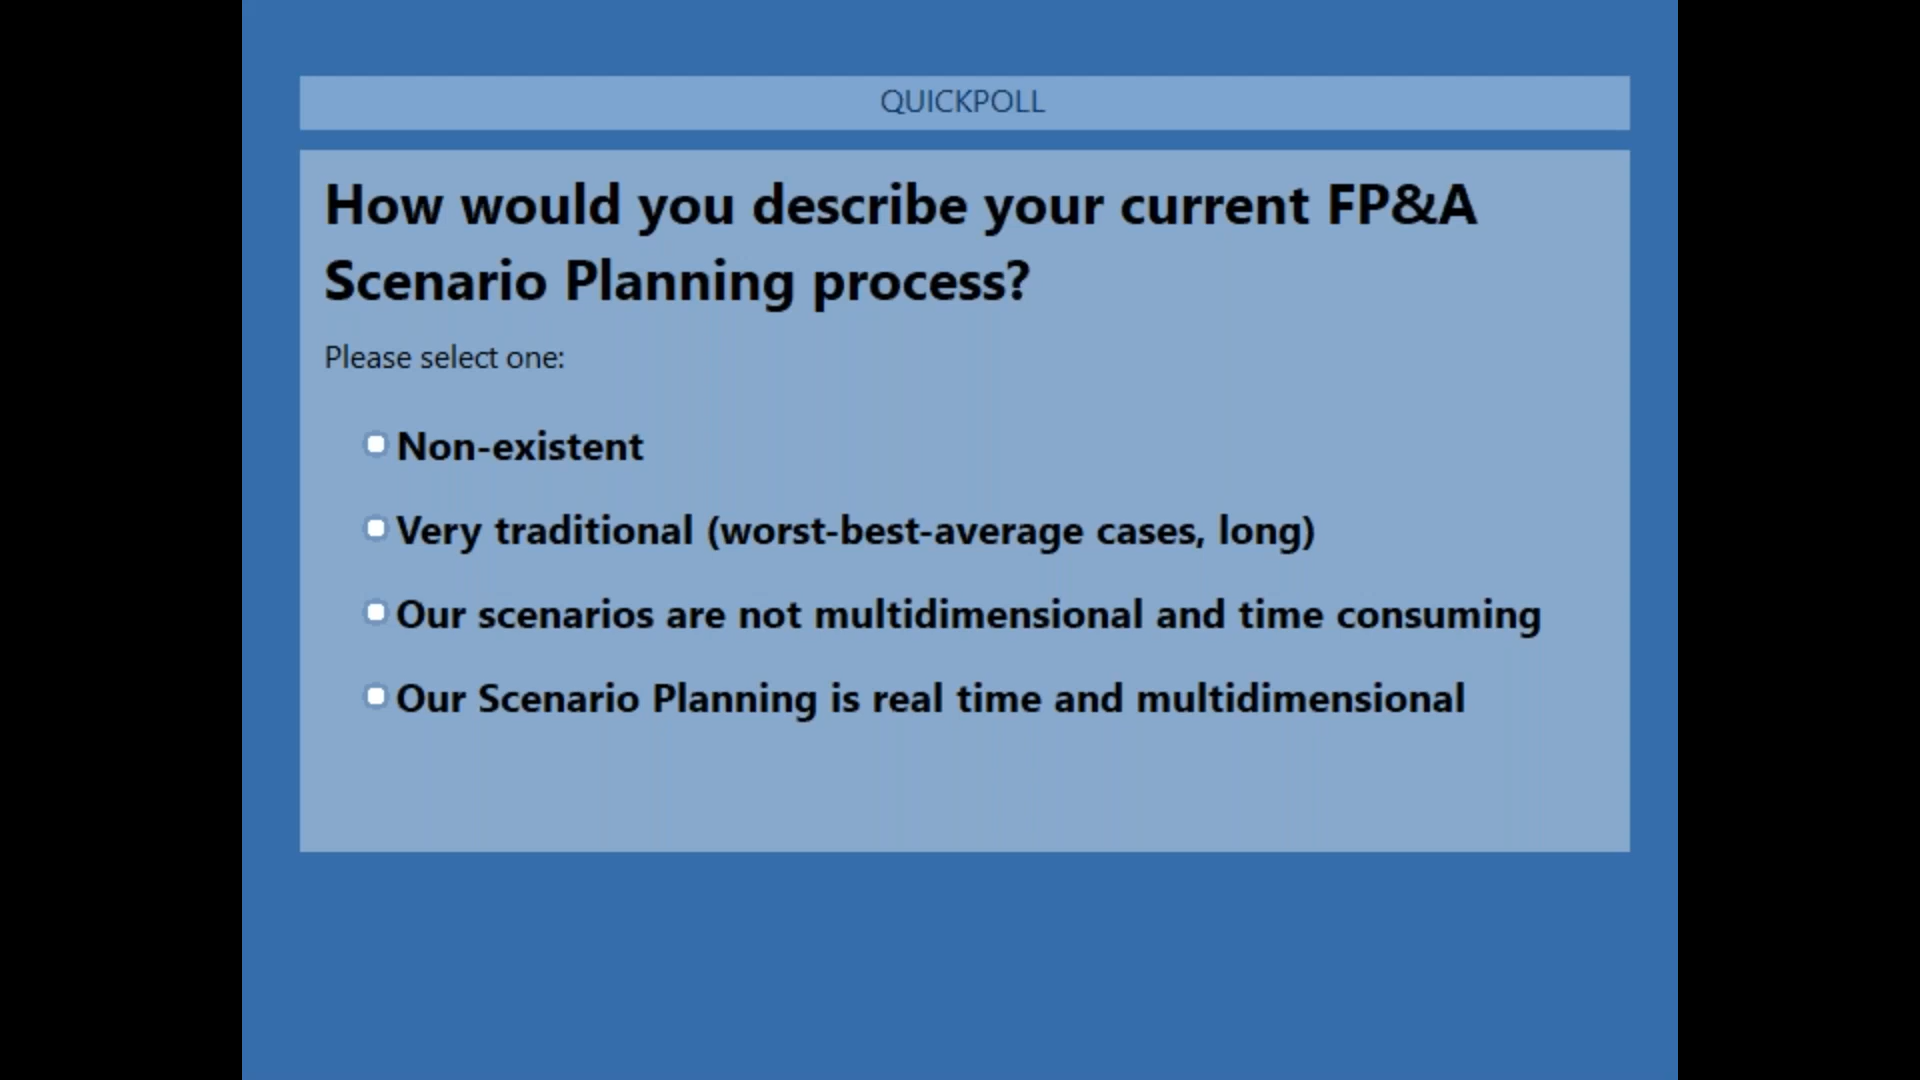 QUICKPOLL
How would you describe your current FP&A
Scenario Planning process?
Please select one:
Non-existent
Very traditional (worst-best-average cases, long)
Our scenarios are not multidimensional and time consuming
Our Scenario Planning is real time and multidimensional